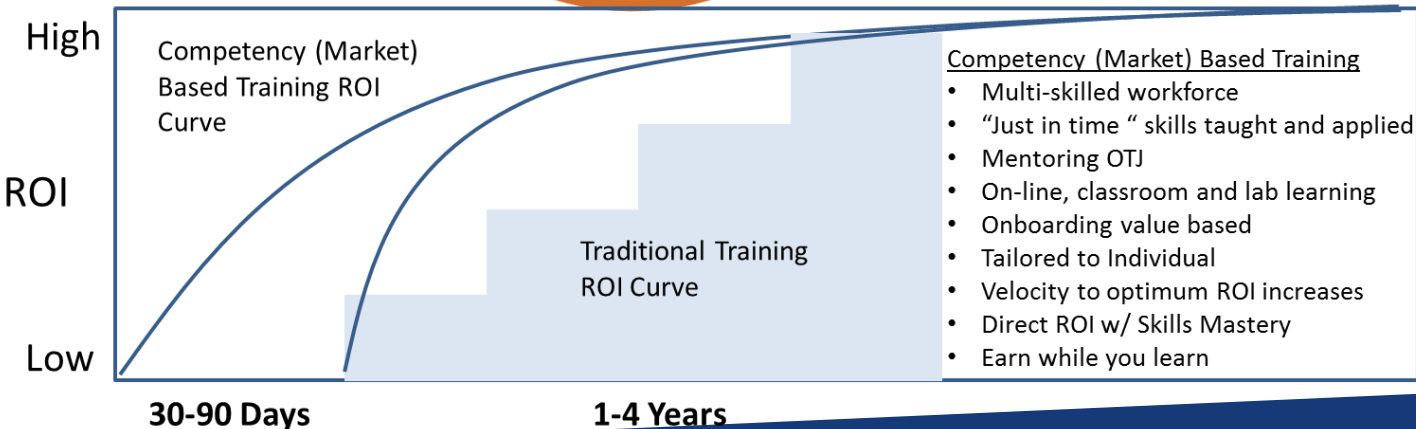 High
ROI
Low
Competency (Market)
Based Training ROI
Curve
Traditional Training
ROI Curve
Competency (Market) Based Training
• Multi-skilled workforce
• “Just in time “ skills taught and applied
• Mentoring OTJ
• On-line, classroom and lab learning
• Onboarding value based
• Tailored to Individual
• Velocity to optimum ROI increases
• Direct ROI w/ Skills Mastery
• Earn while you learn
30-90 Days
1-4 Years